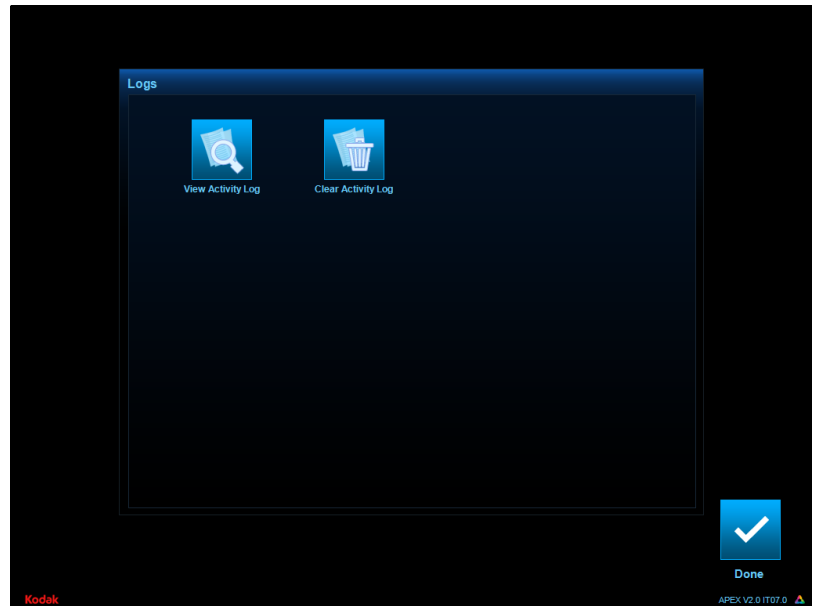 Logs
View Activity Log
Clear Activity Log
Done
Kodak
APEX V2.0 IT07.0